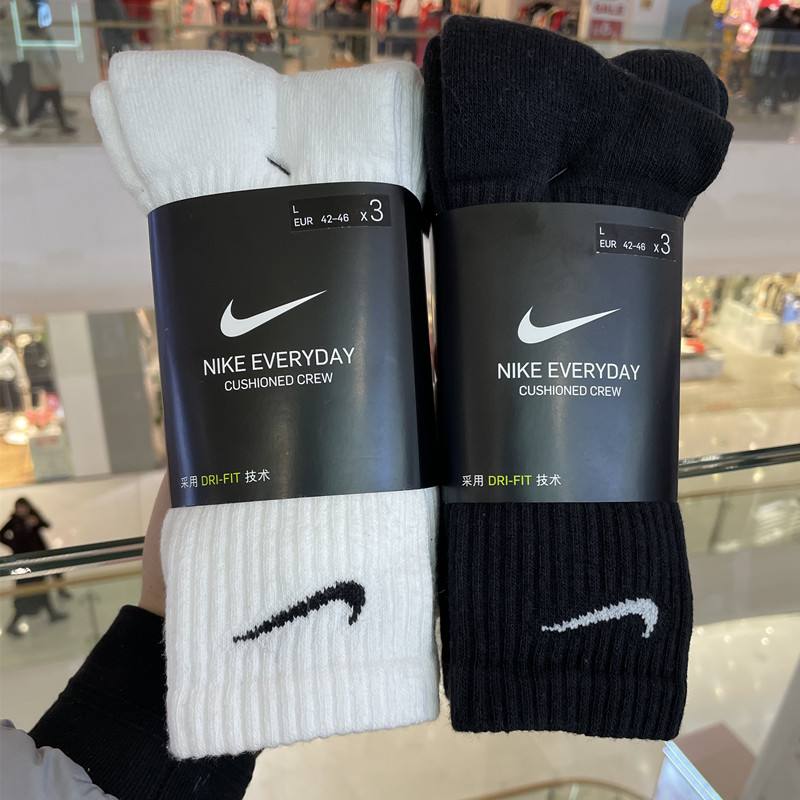 L
EUR 42-46 x3
NIKE EVERYDAY
CUSHIONED CREW
采用 DRI-FIT 技术
L
EUR 42-46 x3
NIKE EVERYDAY
CUSHIONED CREW
采用 DRI-FIT 技术
SALE